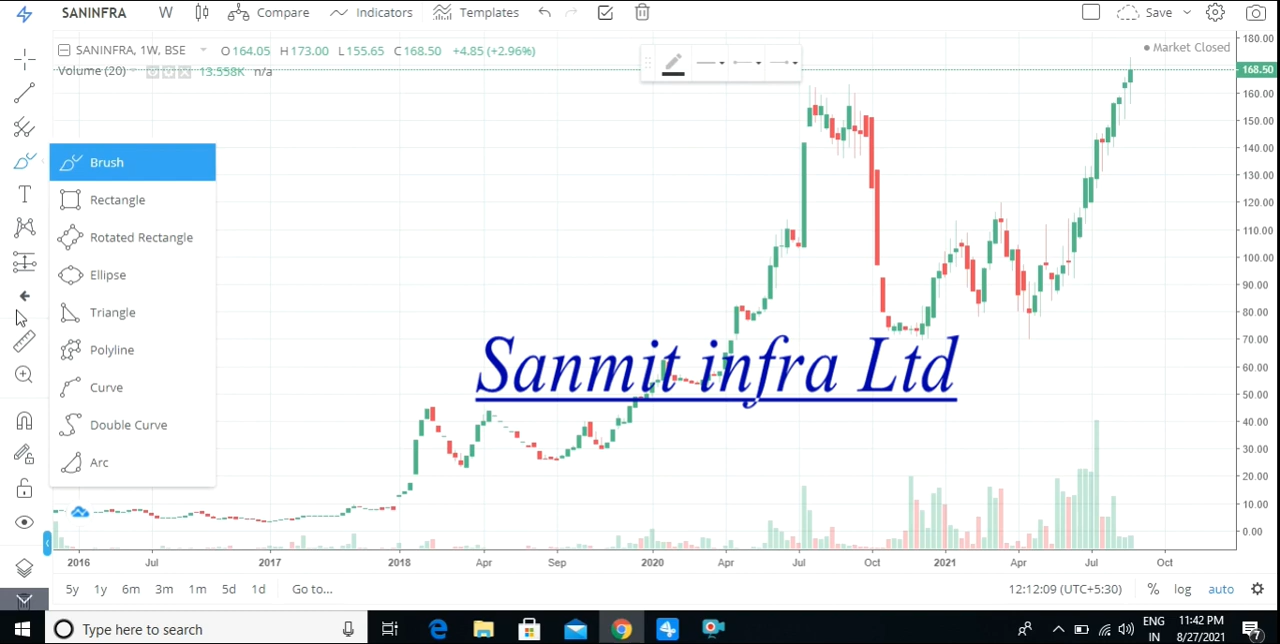 SANINFRA W Compare Indicators Templates Save
SANINFRA, 1W, BSE O164.05 H173.00 L155.65 C168.50 +4.85 (+2.96%)
Volume (20) 13.558K n/a
Market Closed
180.00
168.50
160.00
150.00
140.00
130.00
120.00
110.00
100.00
90.00
80.00
70.00
60.00
50.00
40.00
30.00
20.00
10.00
0.00
Brush
Rectangle
Rotated Rectangle
Ellipse
Triangle
Polyline
Curve
Double Curve
Arc
Sanmit infra Ltd
2016 Jul 2017 2018 Apr Sep 2020 Apr Jul Oct 2021 Apr Jul Oct
5y 1y 6m 3m 1m 5d 1d Go to... 12:12:09 (UTC+5:30) % log auto
Type here to search
ENG
IN
11:42 PM
8/27/2021
7